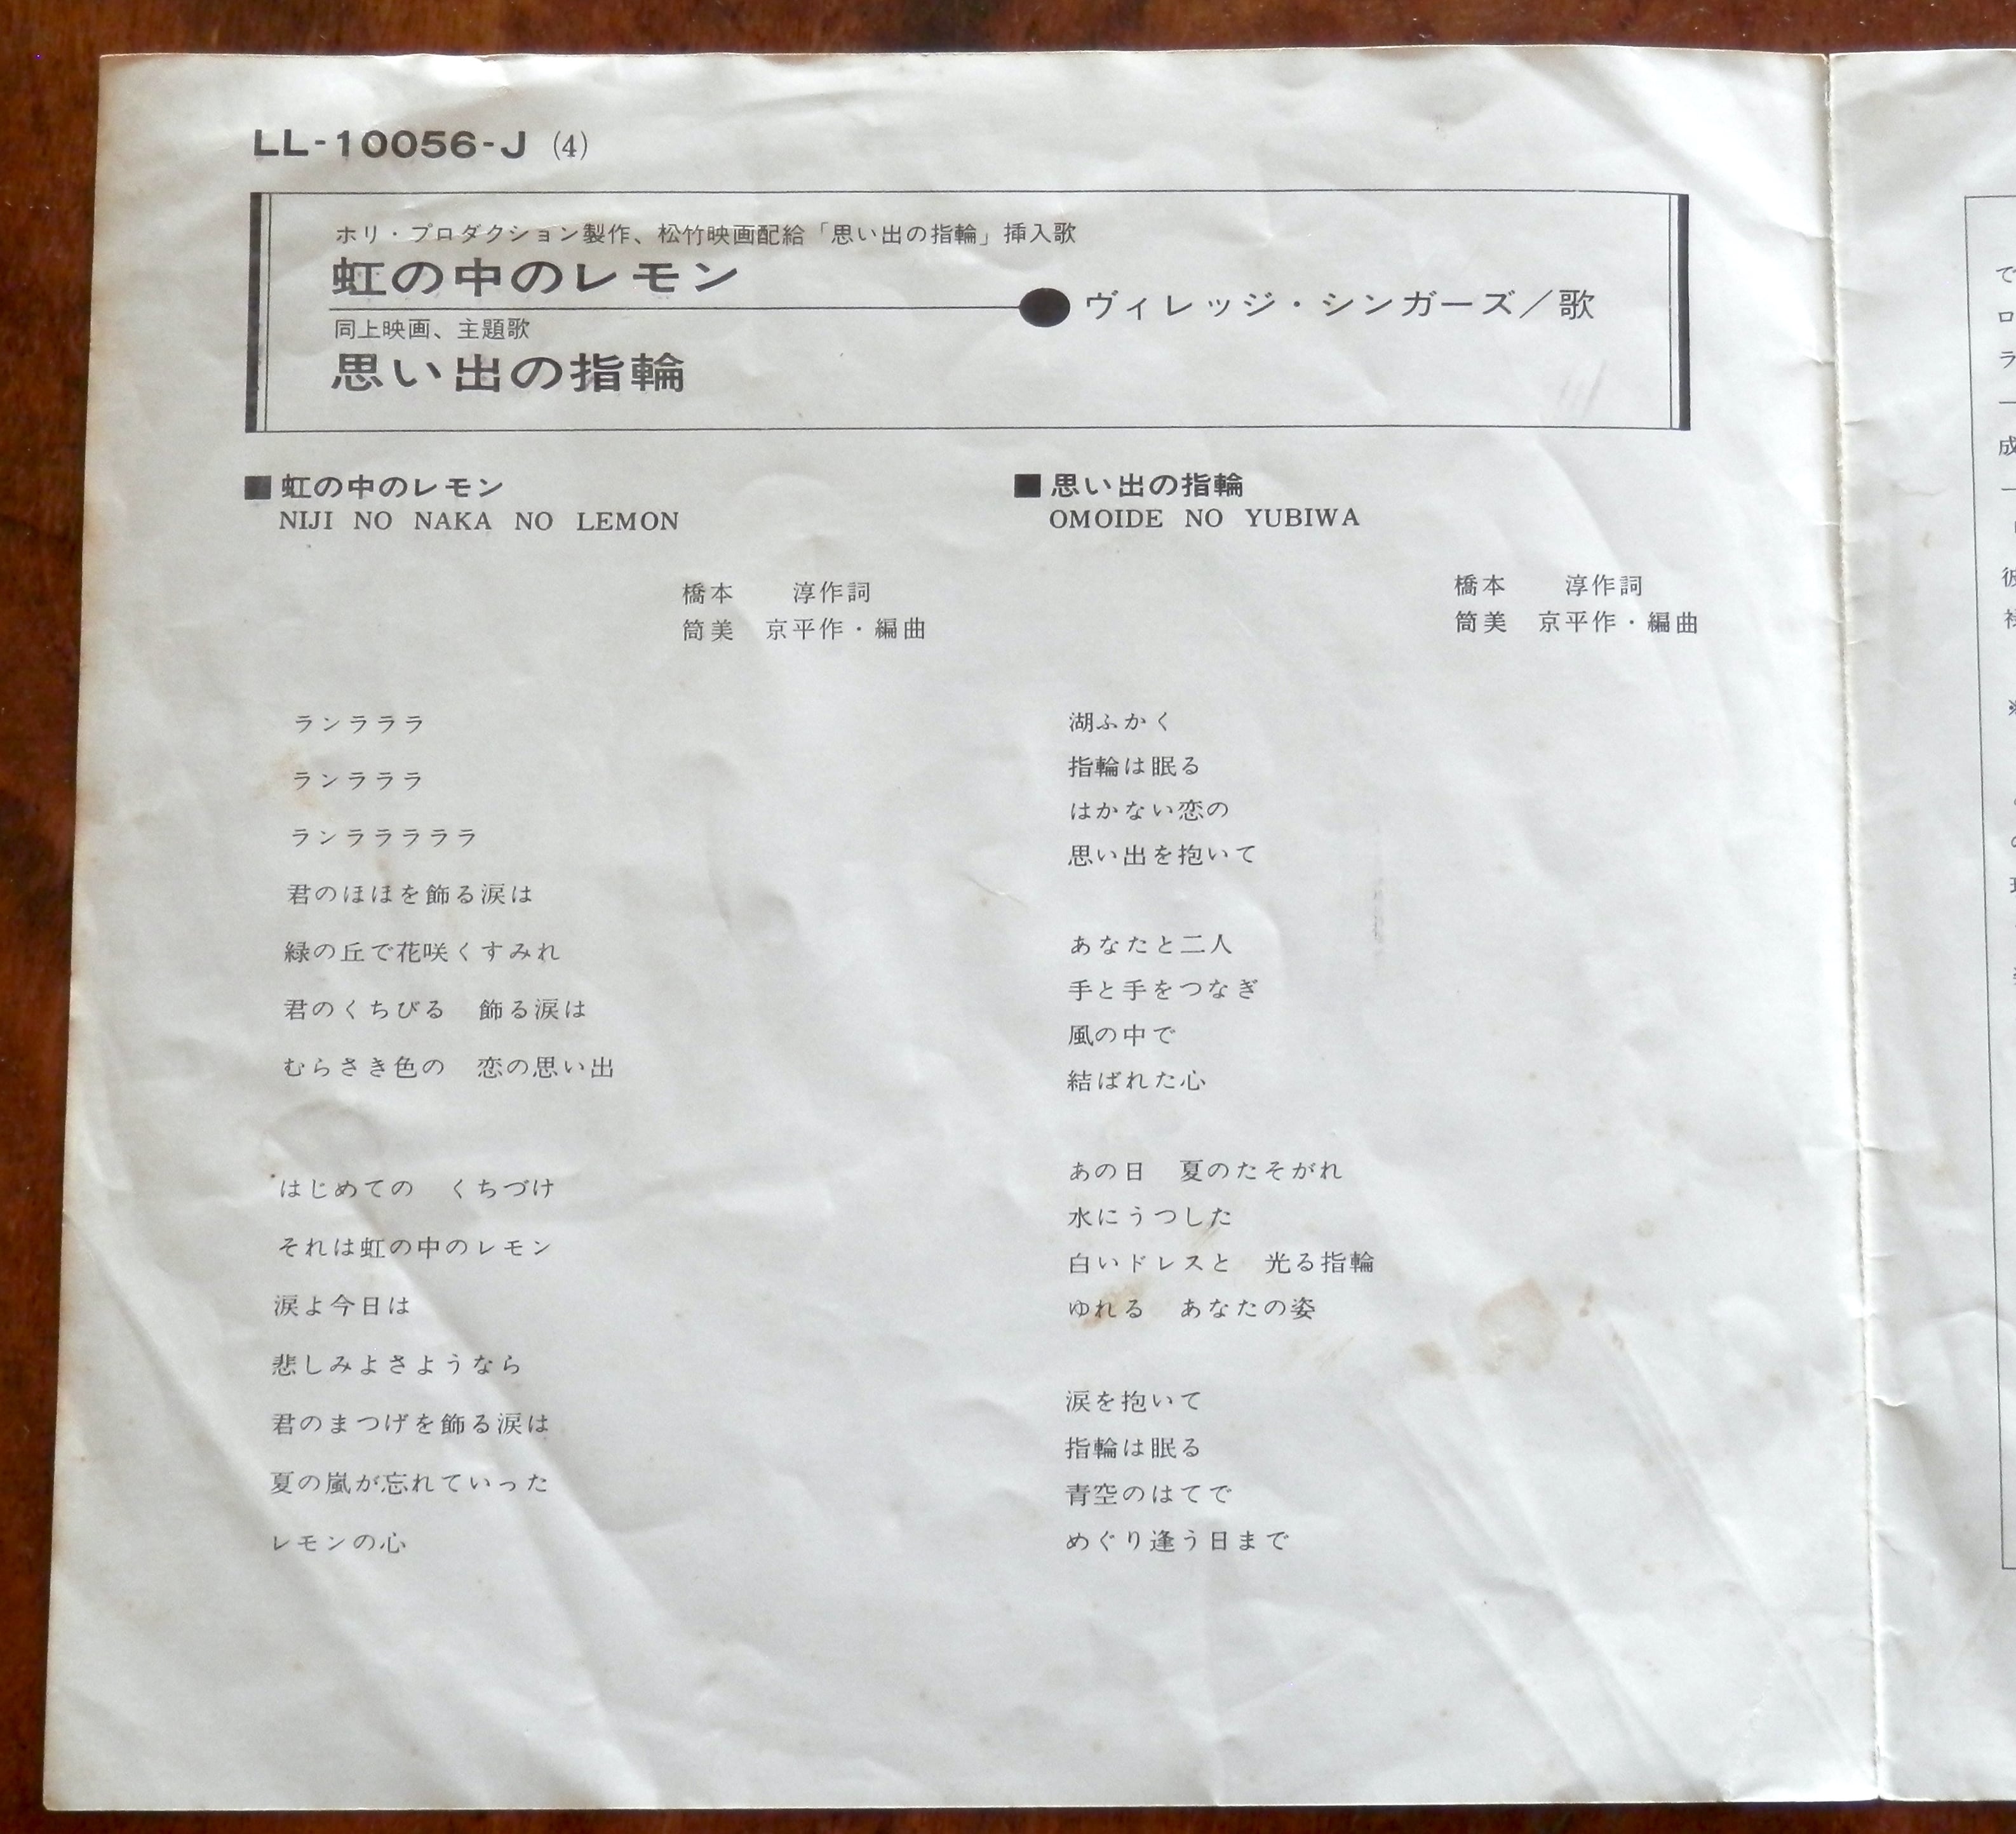 LL-10056-J (4)
ホリ・プロダクション製作、松竹映画配給「思い出の指輪」挿入歌
虹の中のレモン
ヴィレッジ・シンガーズ／歌
同上映画、主題歌
思い出の指輪
■虹の中のレモン
NIJI NO NAKA NO LEMON
橋本　淳作詞
筒美　京平作・編曲
ランラララ
ランラララ
ランラララララ
君のほほを飾る涙は
緑の丘で花咲くすみれ
君のくちびる　飾る涙は
むらさき色の　恋の思い出
はじめての　くちづけ
それは虹の中のレモン
涙よ今日は
悲しみよさようなら
君のまつげを飾る涙は
夏の嵐が忘れていった
レモンの心
■思い出の指輪
OMOIDE NO YUBIWA
橋本　淳作詞
筒美　京平作・編曲
湖ふかく
指輪は眠る
はかない恋の
思い出を抱いて
あなたと二人
手と手をつなぎ
風の中で
結ばれた心
あの日　夏のたそがれ
水にうつした
白いドレスと　光る指輪
ゆれる　あなたの姿
涙を抱いて
指輪は眠る
青空のはてで
めぐり逢う日まで
で
ロ
ラ
成